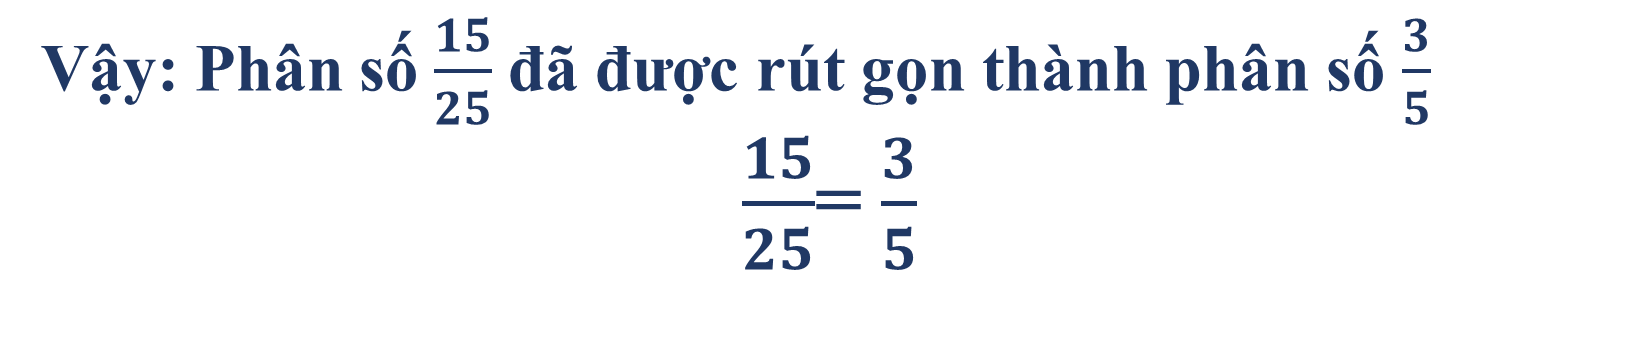 Vậy: Phân số 15/25 đã được rút gọn thành phân số 3/5
15/25 = 3/5